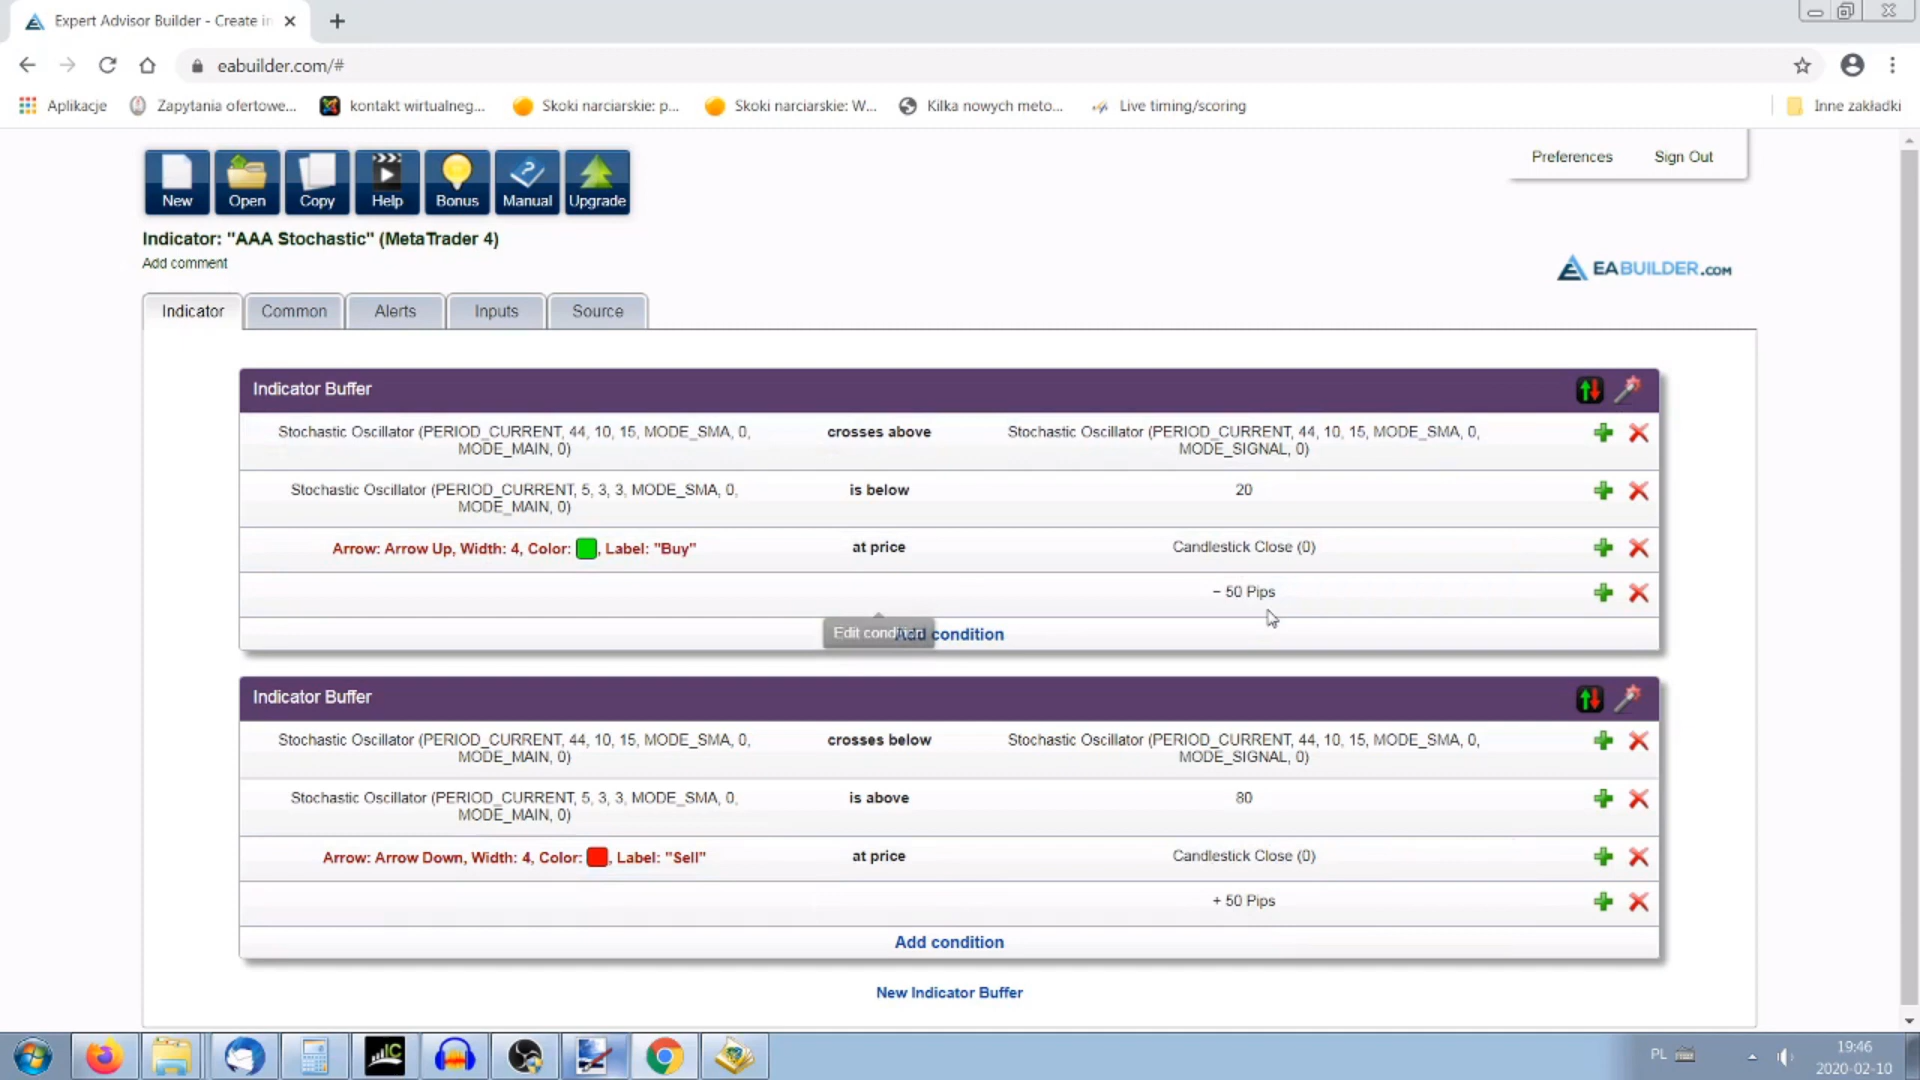 Expert Advisor Builder - Create in
eabuilder.com/#
Aplikacje
Zapytania ofertowe...
kontakt wirtualneg...
Skoki narciarskie: p...
Skoki narciarskie: W...
Kilka nowych meto...
Live timing/scoring
Inne zakładki
New
Open
Copy
Help
Bonus
Manual
Upgrade
Preferences
Sign Out
Indicator: "AAA Stochastic" (MetaTrader 4)
Add comment
EABUILDER.COM
Indicator
Common
Alerts
Inputs
Source
Indicator Buffer
Stochastic Oscillator (PERIOD_CURRENT, 44, 10, 15, MODE_SMA, 0,
MODE_MAIN, 0)
crosses above
Stochastic Oscillator (PERIOD_CURRENT, 44, 10, 15, MODE_SMA, 0,
MODE_SIGNAL, 0)
Stochastic Oscillator (PERIOD_CURRENT, 5, 3, 3, MODE_SMA, 0,
MODE_MAIN, 0)
is below
20
Arrow: Arrow Up, Width: 4, Color: , Label: "Buy"
at price
Candlestick Close (0)
− 50 Pips
Edit condition
Add condition
Indicator Buffer
Stochastic Oscillator (PERIOD_CURRENT, 44, 10, 15, MODE_SMA, 0,
MODE_MAIN, 0)
crosses below
Stochastic Oscillator (PERIOD_CURRENT, 44, 10, 15, MODE_SMA, 0,
MODE_SIGNAL, 0)
Stochastic Oscillator (PERIOD_CURRENT, 5, 3, 3, MODE_SMA, 0,
MODE_MAIN, 0)
is above
80
Arrow: Arrow Down, Width: 4, Color: , Label: "Sell"
at price
Candlestick Close (0)
+ 50 Pips
Add condition
New Indicator Buffer
IC
PL
19:46
2020-02-10